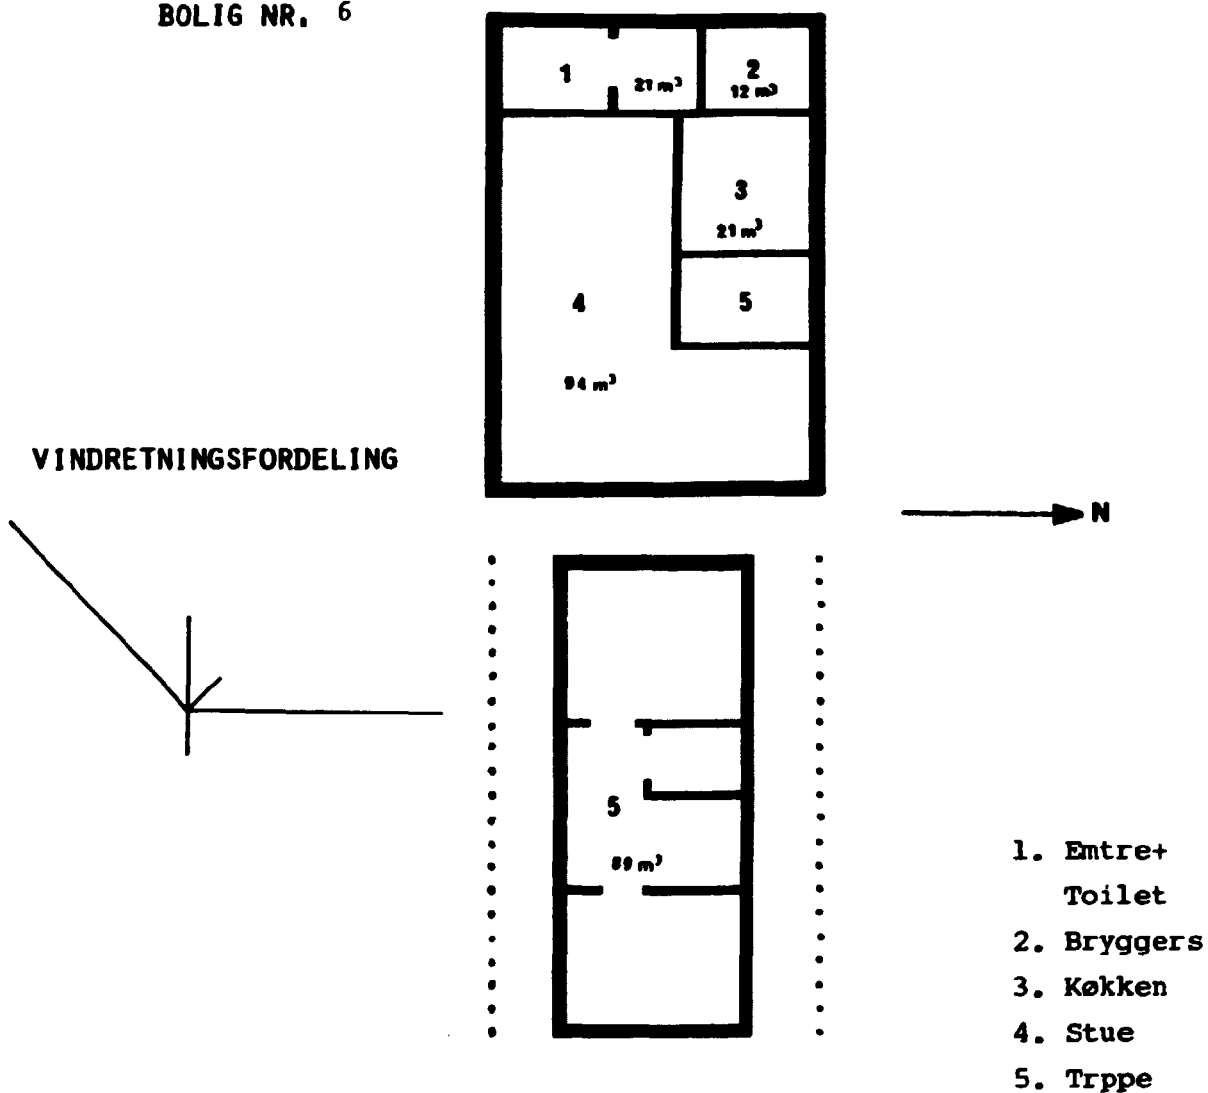 BOLIG NR. 6
1
21 m³
2
12 m³
3
21 m³
4
5
94 m³
VINDRETNINGSFORDELING
N
5
89 m³
1. Emtre+
Toilet
2. Bryggers
3. Køkken
4. Stue
5. Trppe